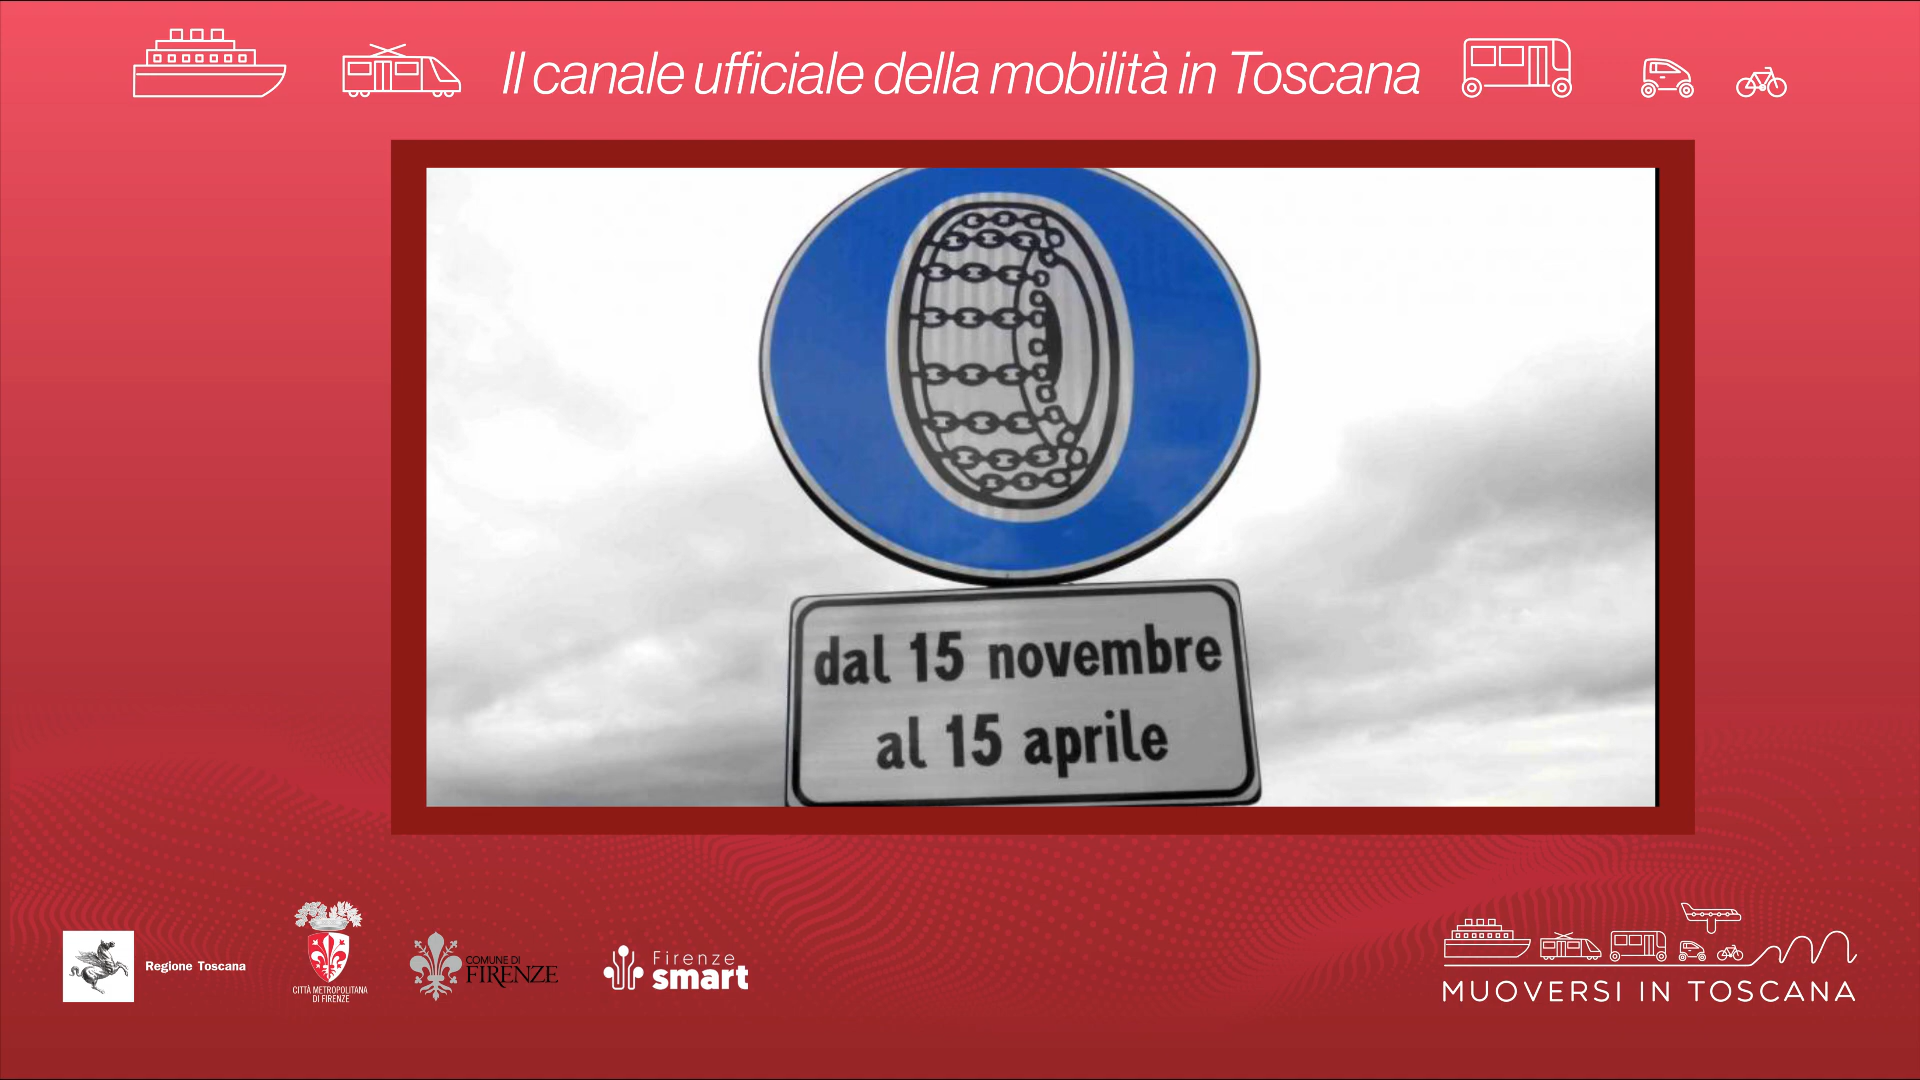 Il canale ufficiale della mobilità in Toscana
dal 15 novembre
al 15 aprile
Regione Toscana
CITTÀ METROPOLITANA
DI FIRENZE
COMUNE DI
FIRENZE
Firenze
smart
MUOVERSI IN TOSCANA